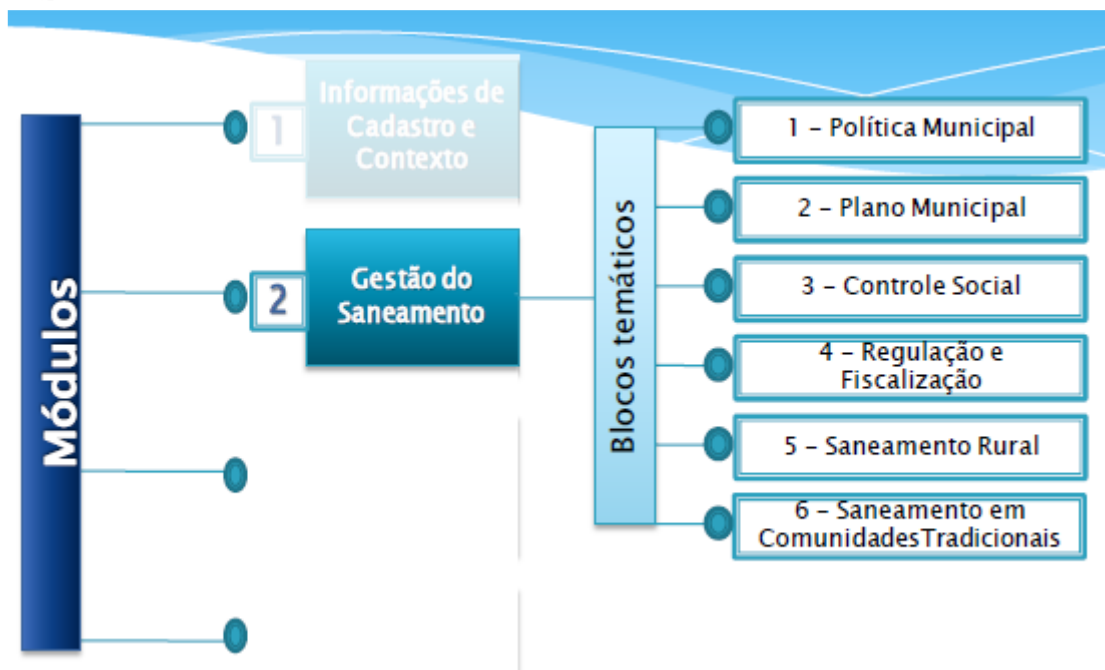 Módulos
1
Informações de
Cadastro e
Contexto
2
Gestão do
Saneamento
Blocos temáticos
1 – Política Municipal
2 – Plano Municipal
3 – Controle Social
4 – Regulação e
Fiscalização
5 – Saneamento Rural
6 – Saneamento em
ComunidadesTradicionais